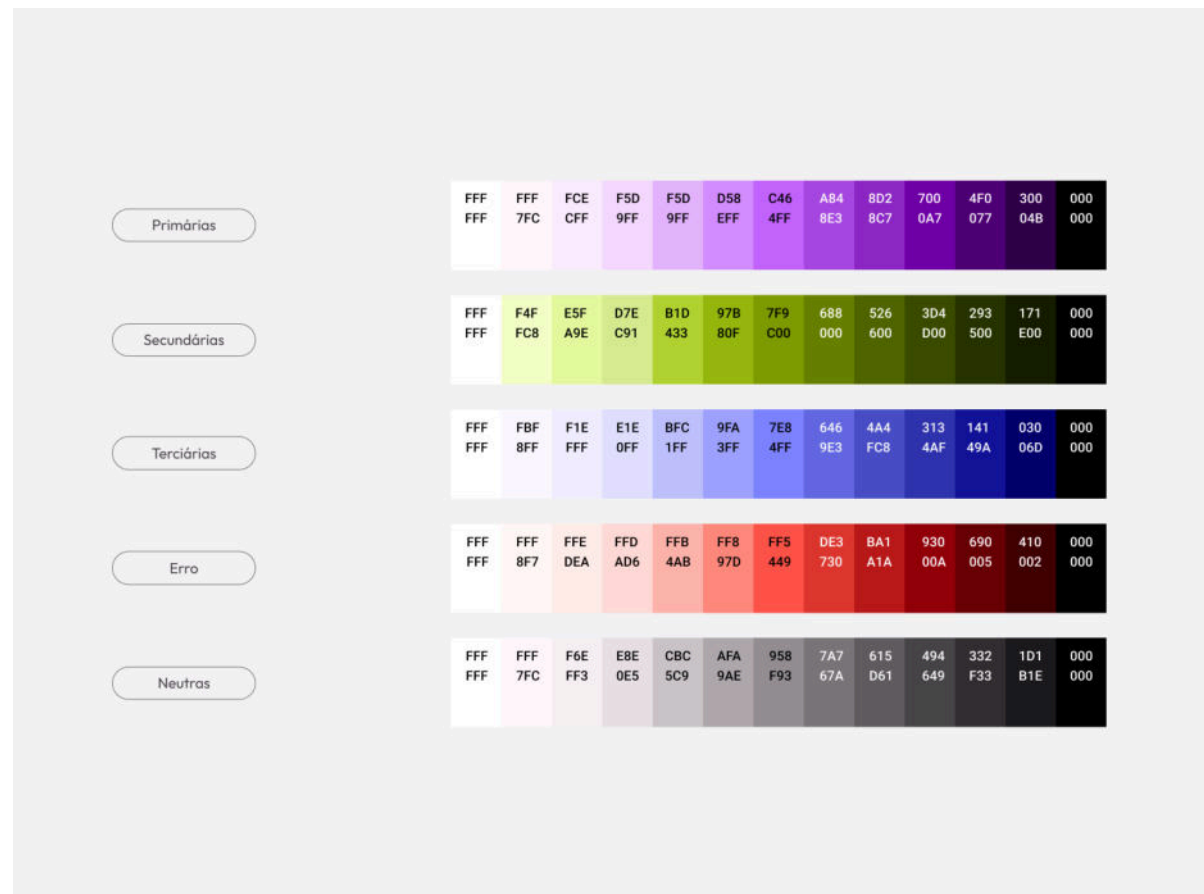 FFF FFF FCE F5D F5D D58 C46 A84 8D2 700 4F0 300 000
Primárias
FFF 7FC CFF 9FF 9FF EFF 4FF 8E3 8C7 0A7 077 04B 000
FFF F4F E5F D7E B1D 97B 7F9 688 526 3D4 293 171 000
Secundárias
FFF FC8 A9E C91 433 80F C00 000 600 D00 500 E00 000
FFF FBF F1E E1E BFC 9FA 7E8 646 4A4 313 141 030 000
Terciárias
FFF 8FF FFF 0FF 1FF 3FF 4FF 9E3 FC8 4AF 49A 06D 000
FFF FFF FFE FFD FFB FF8 FF5 DE3 BA1 930 690 410 000
Erro
FFF 8F7 DEA AD6 4AB 97D 449 730 A1A 00A 005 002 000
FFF FFF F6E E8E CBC AFA 958 7A7 615 494 332 1D1 000
Neutras
FFF 7FC FF3 0E5 5C9 9AE F93 67A D61 649 F33 B1E 000